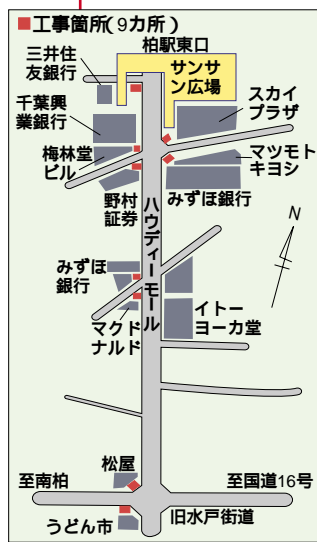 ■工事箇所(9カ所)
柏駅東口
三井住
友銀行
サンサ
ン広場
千葉興
業銀行
スカイ
プラザ
梅林堂
ビル
マツモト
キヨシ
野村
証券
みずほ銀行
ハウディーモール
N
みずほ
銀行
イトー
ヨーカ堂
マクド
ナルド
松屋
至南柏
至国道16号
うどん市
旧水戸街道